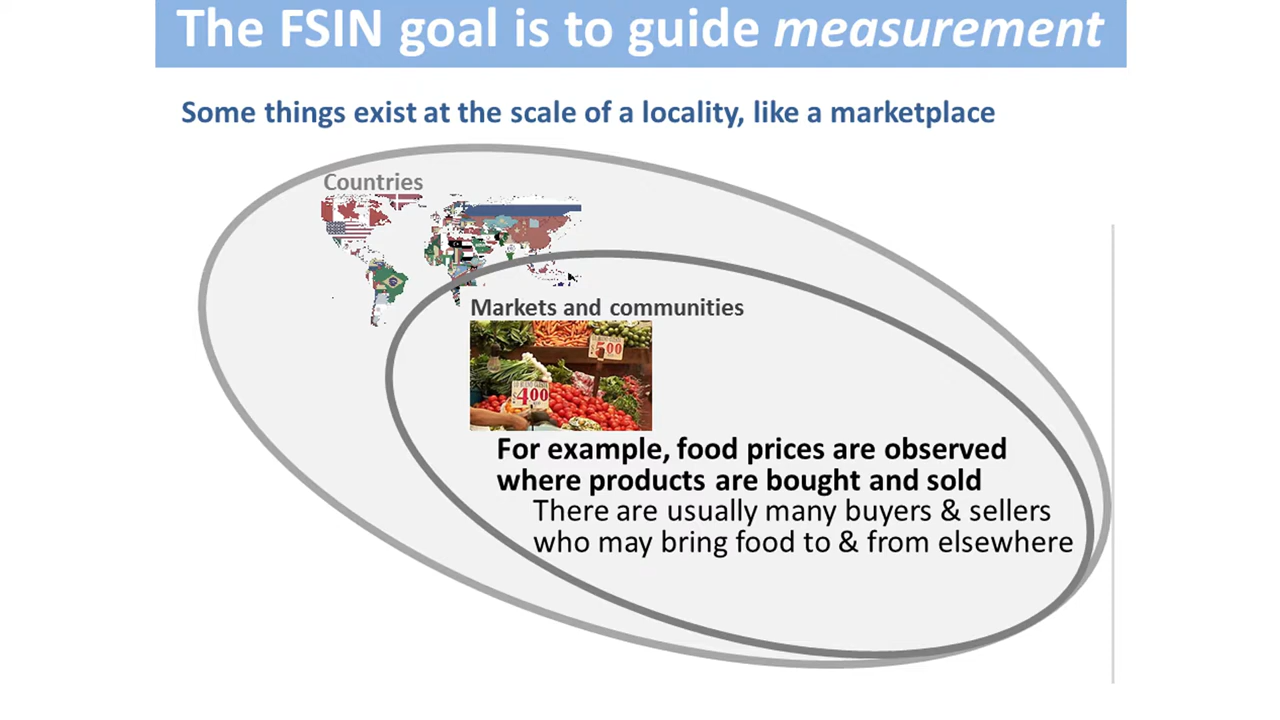 The FSIN goal is to guide measurement
Some things exist at the scale of a locality, like a marketplace
Countries
Markets and communities
5.00
$4.00
For example, food prices are observed
where products are bought and sold
There are usually many buyers & sellers
who may bring food to & from elsewhere